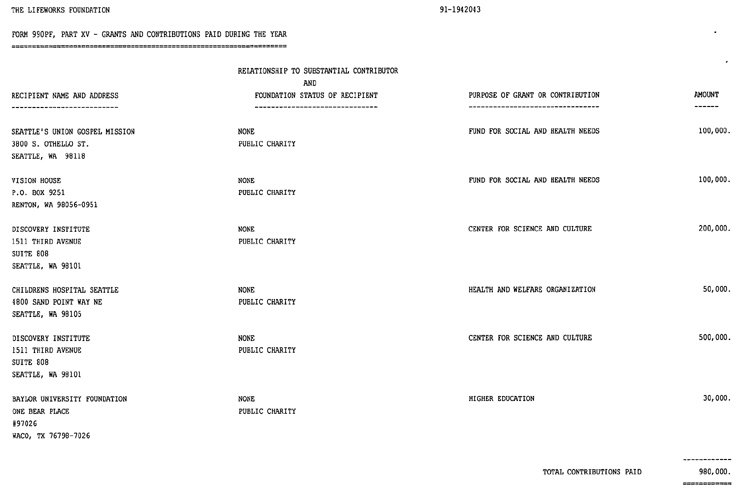 THE LIFEWORKS FOUNDATION 91-1942043
FORM 990PF, PART XV - GRANTS AND CONTRIBUTIONS PAID DURING THE YEAR
RELATIONSHIP TO SUBSTANTIAL CONTRIBUTOR
AND
RECIPIENT NAME AND ADDRESS FOUNDATION STATUS OF RECIPIENT PURPOSE OF GRANT OR CONTRIBUTION AMOUNT
SEATTLE'S UNION GOSPEL MISSION NONE FUND FOR SOCIAL AND HEALTH NEEDS 100,000.
3800 S. OTHELLO ST. PUBLIC CHARITY
SEATTLE, WA 98118
VISION HOUSE NONE FUND FOR SOCIAL AND HEALTH NEEDS 100,000.
P.O. BOX 9251 PUBLIC CHARITY
RENTON, WA 98056-0951
DISCOVERY INSTITUTE NONE CENTER FOR SCIENCE AND CULTURE 200,000.
1511 THIRD AVENUE PUBLIC CHARITY
SUITE 808
SEATTLE, WA 98101
CHILDRENS HOSPITAL SEATTLE NONE HEALTH AND WELFARE ORGANIZATION 50,000.
4800 SAND POINT WAY NE PUBLIC CHARITY
SEATTLE, WA 98105
DISCOVERY INSTITUTE NONE CENTER FOR SCIENCE AND CULTURE 500,000.
1511 THIRD AVENUE PUBLIC CHARITY
SUITE 808
SEATTLE, WA 98101
BAYLOR UNIVERSITY FOUNDATION NONE HIGHER EDUCATION 30,000.
ONE BEAR PLACE PUBLIC CHARITY
#97026
WACO, TX 76798-7026
TOTAL CONTRIBUTIONS PAID 980,000.